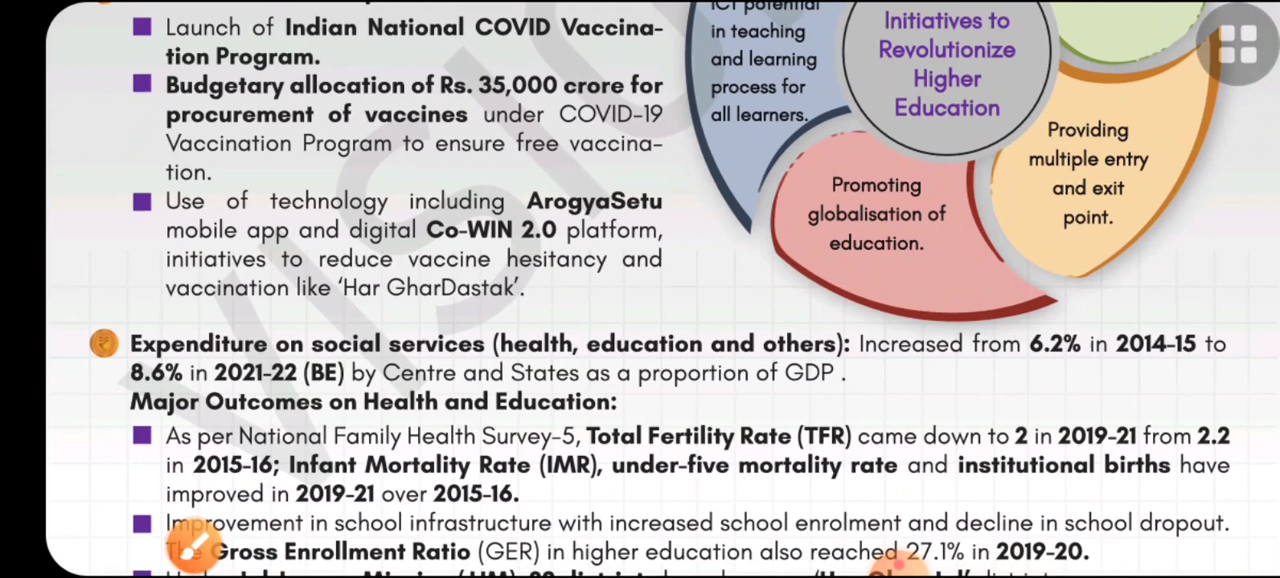 Launch of Indian National COVID Vaccina-
tion Program.
Budgetary allocation of Rs. 35,000 crore for
procurement of vaccines under COVID-19
Vaccination Program to ensure free vaccina-
tion.
Use of technology including ArogyaSetu
mobile app and digital Co-WIN 2.0 platform,
initiatives to reduce vaccine hesitancy and
vaccination like ‘Har GharDastak’.
ICT potential
in teaching
and learning
process for
all learners.
Initiatives to
Revolutionize
Higher
Education
Providing
multiple entry
and exit
point.
Promoting
globalisation of
education.
Expenditure on social services (health, education and others): Increased from 6.2% in 2014-15 to
8.6% in 2021-22 (BE) by Centre and States as a proportion of GDP .
Major Outcomes on Health and Education:
As per National Family Health Survey-5, Total Fertility Rate (TFR) came down to 2 in 2019-21 from 2.2
in 2015-16; Infant Mortality Rate (IMR), under-five mortality rate and institutional births have
improved in 2019-21 over 2015-16.
Improvement in school infrastructure with increased school enrolment and decline in school dropout.
The Gross Enrollment Ratio (GER) in higher education also reached 27.1% in 2019-20.